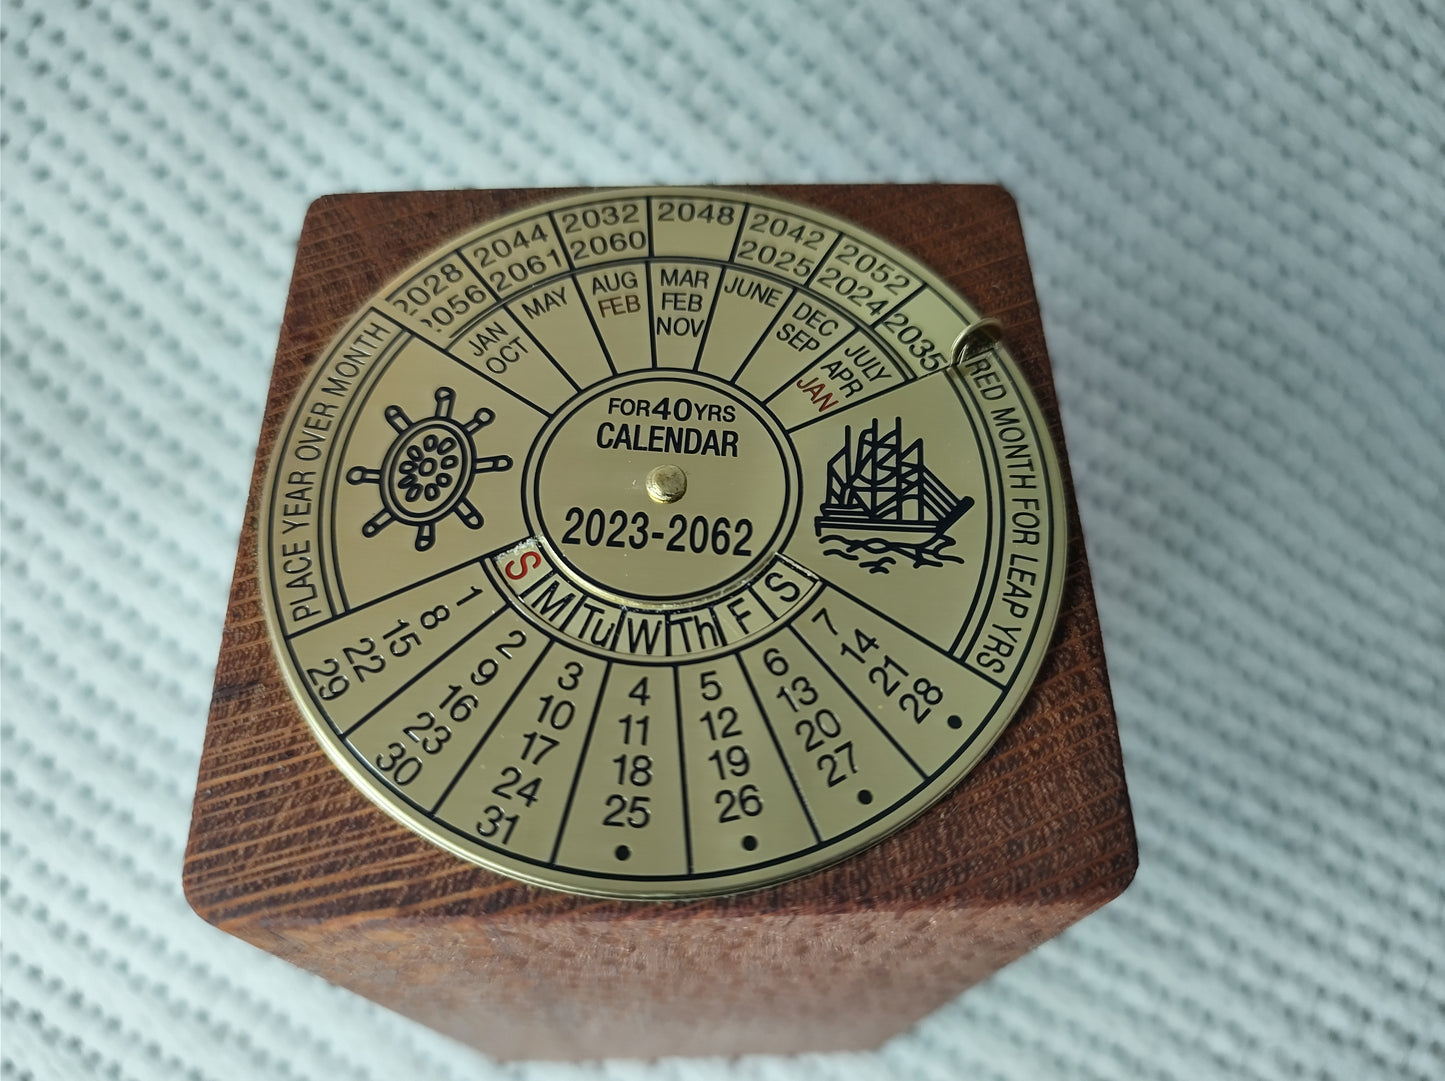 2028
2056
2044
2061
2032
2060
2048
2042
2025
2052
2024
2035
JAN
OCT
MAY
AUG
FEB
MAR
FEB
NOV
JUNE
DEC
SEP
JULY
APR
JAN
PLACE YEAR OVER MONTH
RED MONTH FOR LEAP YRS
FOR 40 YRS
CALENDAR
2023-2062
S M Tu W Th F S
1
8
15
22
29
2
9
16
23
30
3
10
17
24
31
4
11
18
25
5
12
19
26
6
13
20
27
7
14
21
28